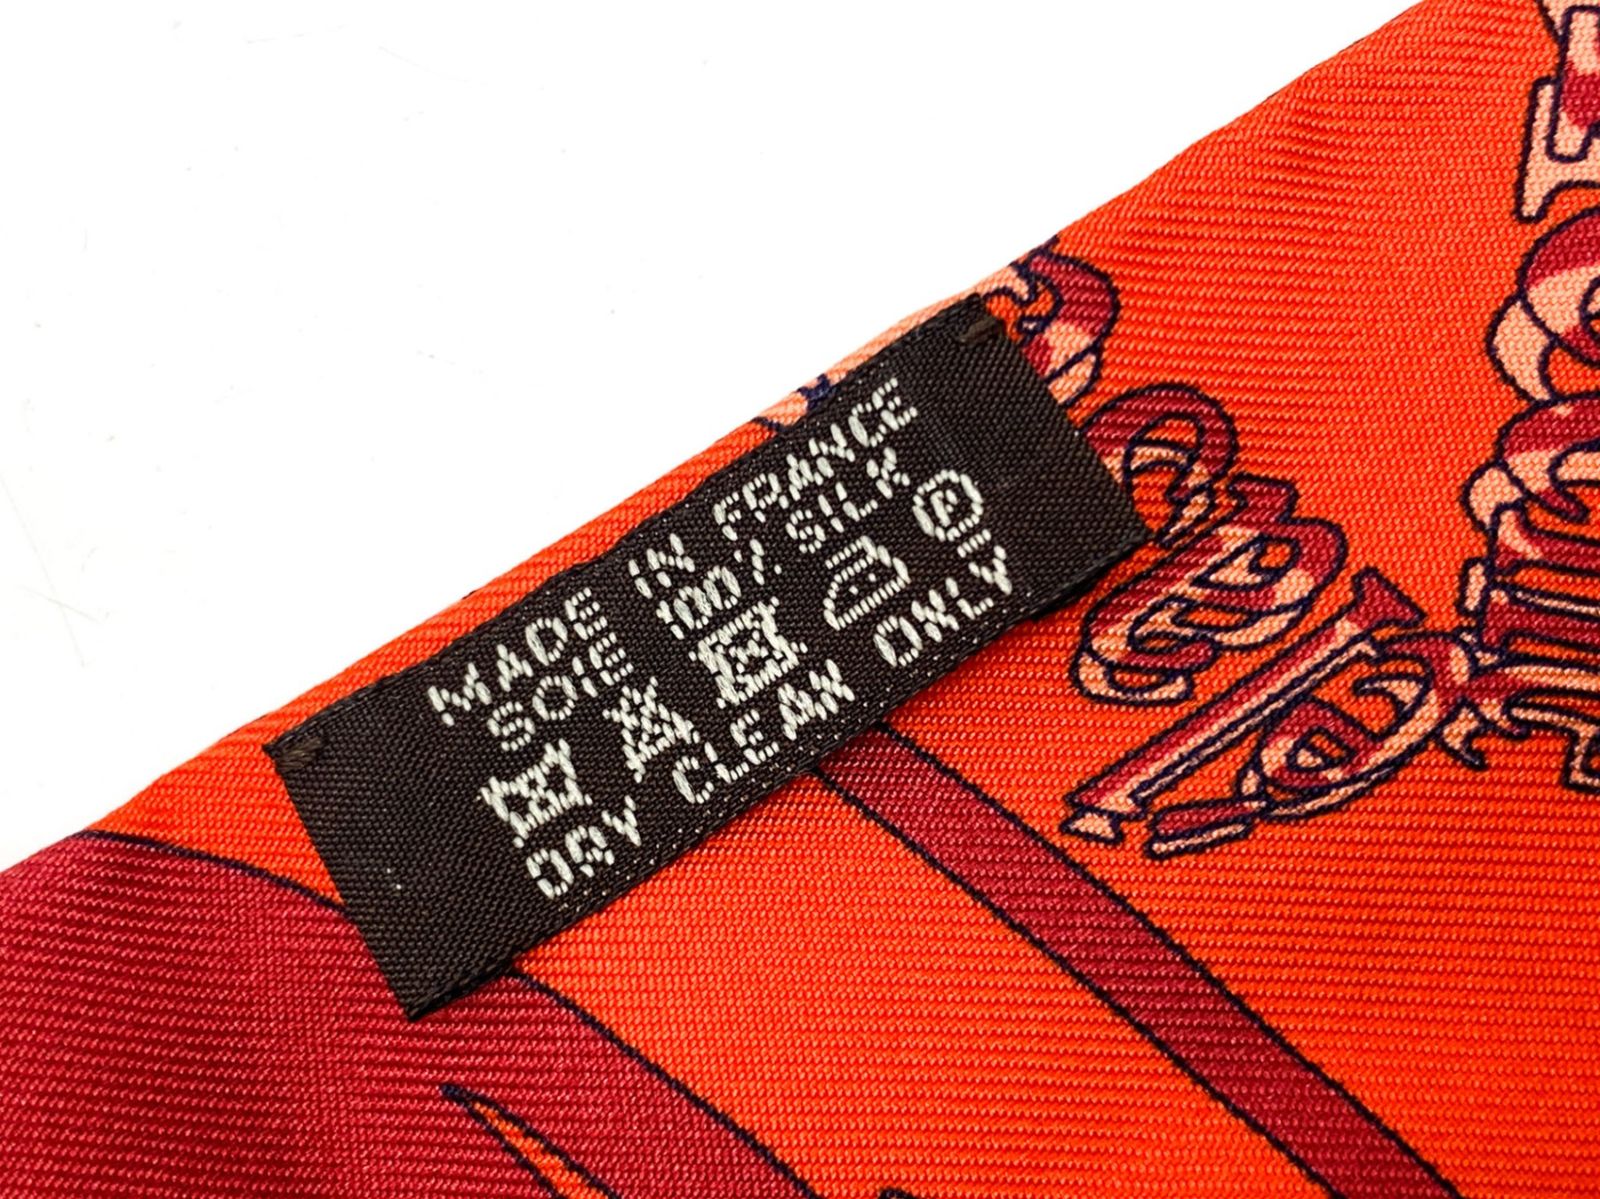 MADE IN FRANCE
SOIE 100% SILK
P
DRY CLEAN ONLY